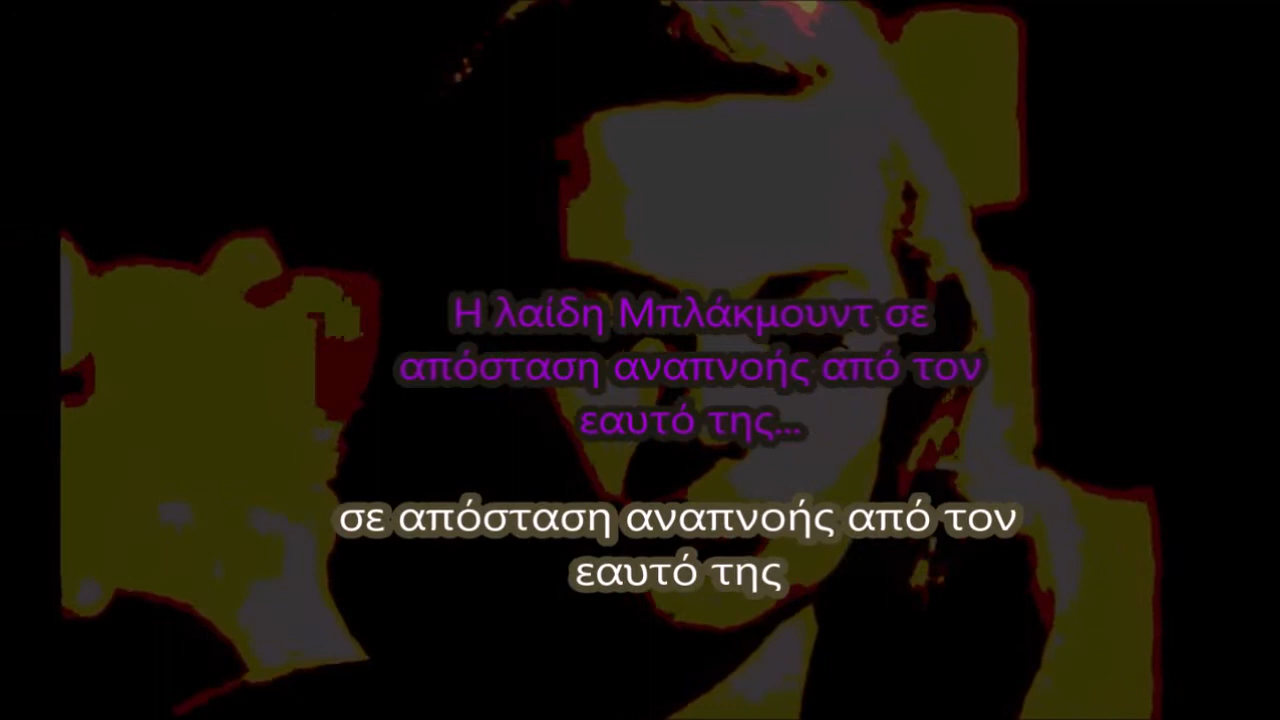 Η λαίδη Μπλάκμουντ σε
απόσταση αναπνοής από τον
εαυτό της...
σε απόσταση αναπνοής από τον
εαυτό της